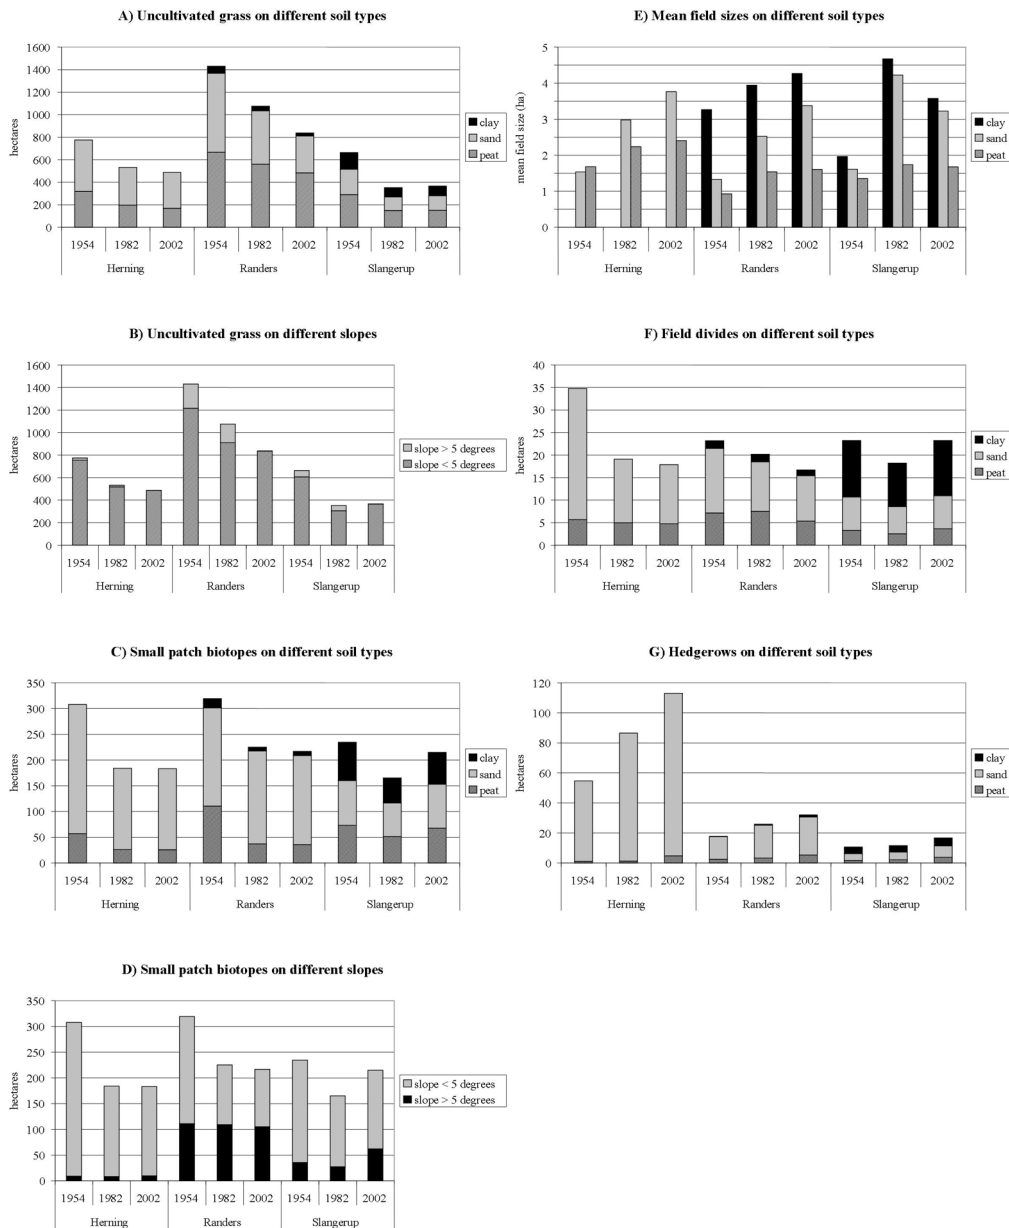 A) Uncultivated grass on different soil types
1600
1400
1200
1000
800
600
400
200
0
hectares
1954 1982 2002 1954 1982 2002 1954 1982 2002
Herning Randers Slangerup
clay
sand
peat
B) Uncultivated grass on different slopes
1600
1400
1200
1000
800
600
400
200
0
hectares
1954 1982 2002 1954 1982 2002 1954 1982 2002
Herning Randers Slangerup
slope > 5 degrees
slope < 5 degrees
C) Small patch biotopes on different soil types
350
300
250
200
150
100
50
0
hectares
1954 1982 2002 1954 1982 2002 1954 1982 2002
Herning Randers Slangerup
clay
sand
peat
D) Small patch biotopes on different slopes
350
300
250
200
150
100
50
0
hectares
1954 1982 2002 1954 1982 2002 1954 1982 2002
Herning Randers Slangerup
slope < 5 degrees
slope > 5 degrees
E) Mean field sizes on different soil types
5
4
3
2
1
0
mean field size (ha)
1954 1982 2002 1954 1982 2002 1954 1982 2002
Herning Randers Slangerup
clay
sand
peat
F) Field divides on different soil types
40
35
30
25
20
15
10
5
0
hectares
1954 1982 2002 1954 1982 2002 1954 1982 2002
Herning Randers Slangerup
clay
sand
peat
G) Hedgerows on different soil types
120
100
80
60
40
20
0
hectares
1954 1982 2002 1954 1982 2002 1954 1982 2002
Herning Randers Slangerup
clay
sand
peat